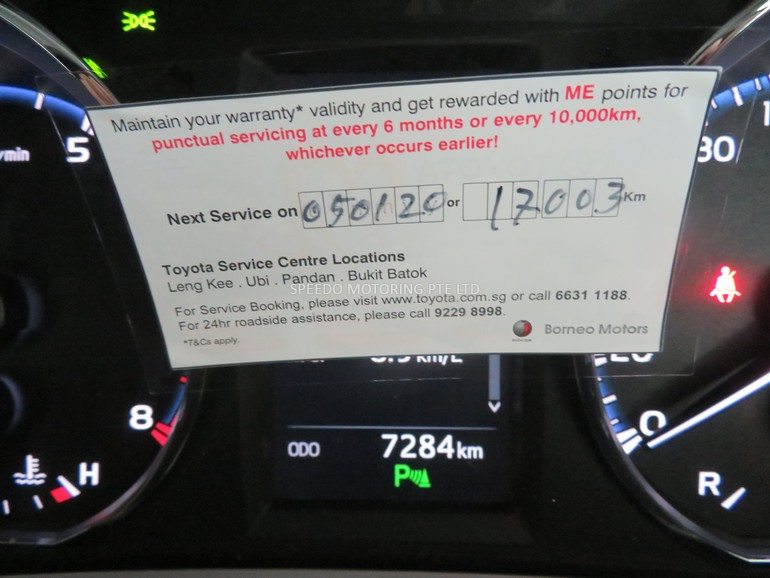 Maintain your warranty* validity and get rewarded with ME points for
punctual servicing at every 6 months or every 10,000km,
whichever occurs earlier!
Next Service on 050120 or 17003 Km
Toyota Service Centre Locations
Leng Kee . Ubi . Pandan . Bukit Batok
SPEEDO MOTORING PTE LTD
For Service Booking, please visit www.toyota.com.sg or call 6631 1188.
For 24hr roadside assistance, please call 9229 8998.
*T&Cs apply.
Borneo Motors
/min
5
8
H
km/L
ODO 7284 km
P
80
20
0
R